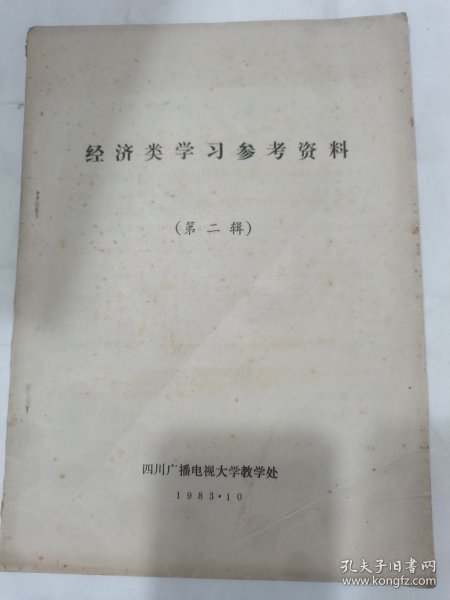 经济类学习参考资料
(第二辑)
四川广播电视大学教学处
1983·10
孔夫子旧书网
www.kongfz.com